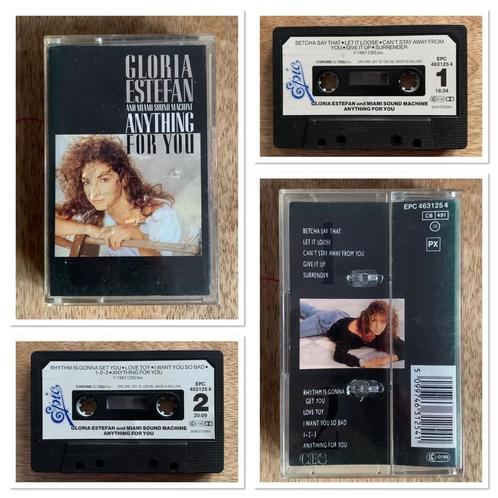 GLORIA
ESTEFAN
AND MIAMI SOUND MACHINE
ANYTHING
FOR YOU
BETCHA SAY THAT • LET IT LOOSE • CAN'T STAY AWAY FROM
YOU • GIVE IT UP • SURRENDER
℗ 1987 CBS Inc.
EPC
463125 4
CHROME
Epic
1
18:34
GLORIA ESTEFAN and MIAMI SOUND MACHINE
ANYTHING FOR YOU
EPC 463125 4
CB 491
PX
BETCHA SAY THAT
LET IT LOOSE
CAN'T STAY AWAY FROM YOU
GIVE IT UP
SURRENDER
RHYTHM IS GONNA
GET YOU
LOVE TOY
I WANT YOU SO BAD
1-2-3
ANYTHING FOR YOU
CBS
5 099746 312541
RHYTHM IS GONNA GET YOU • LOVE TOY • I WANT YOU SO BAD •
1-2-3 • ANYTHING FOR YOU
℗ 1987 CBS Inc.
EPC
463125 4
CHROME
Epic
2
20:09
GLORIA ESTEFAN and MIAMI SOUND MACHINE
ANYTHING FOR YOU